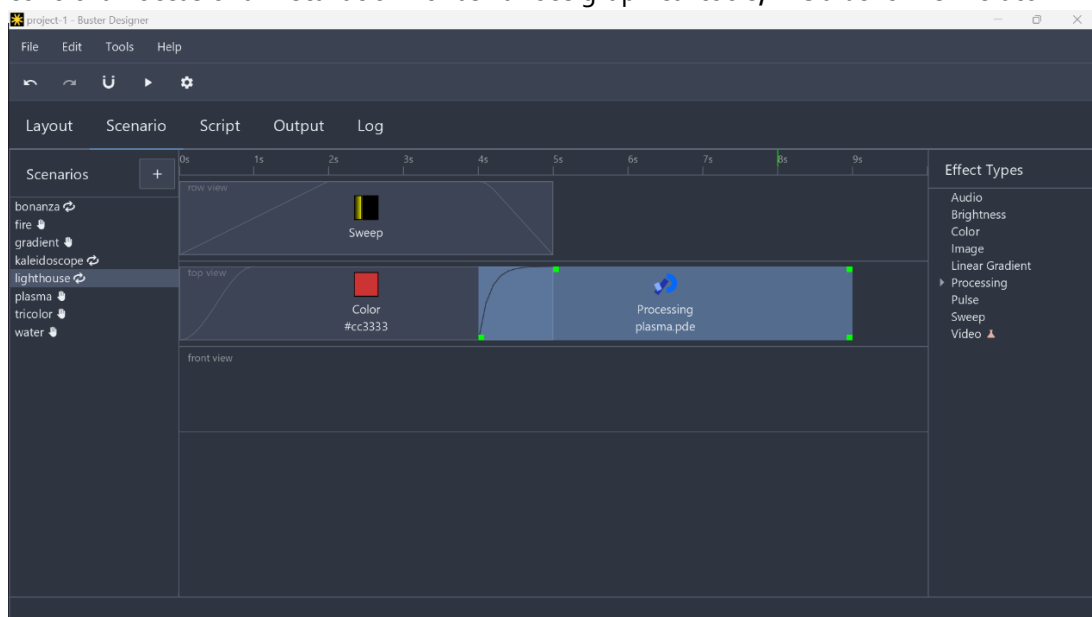 project-1 - Buster Designer
File Edit Tools Help
Layout Scenario Script Output Log
Scenarios +
0s 1s 2s 3s 4s 5s 6s 7s 8s 9s
Effect Types
bonanza
fire
gradient
kaleidoscope
lighthouse
plasma
tricolor
water
row view
Sweep
top view
Color
#cc3333
Processing
plasma.pde
front view
Audio
Brightness
Color
Image
Linear Gradient
Processing
Pulse
Sweep
Video